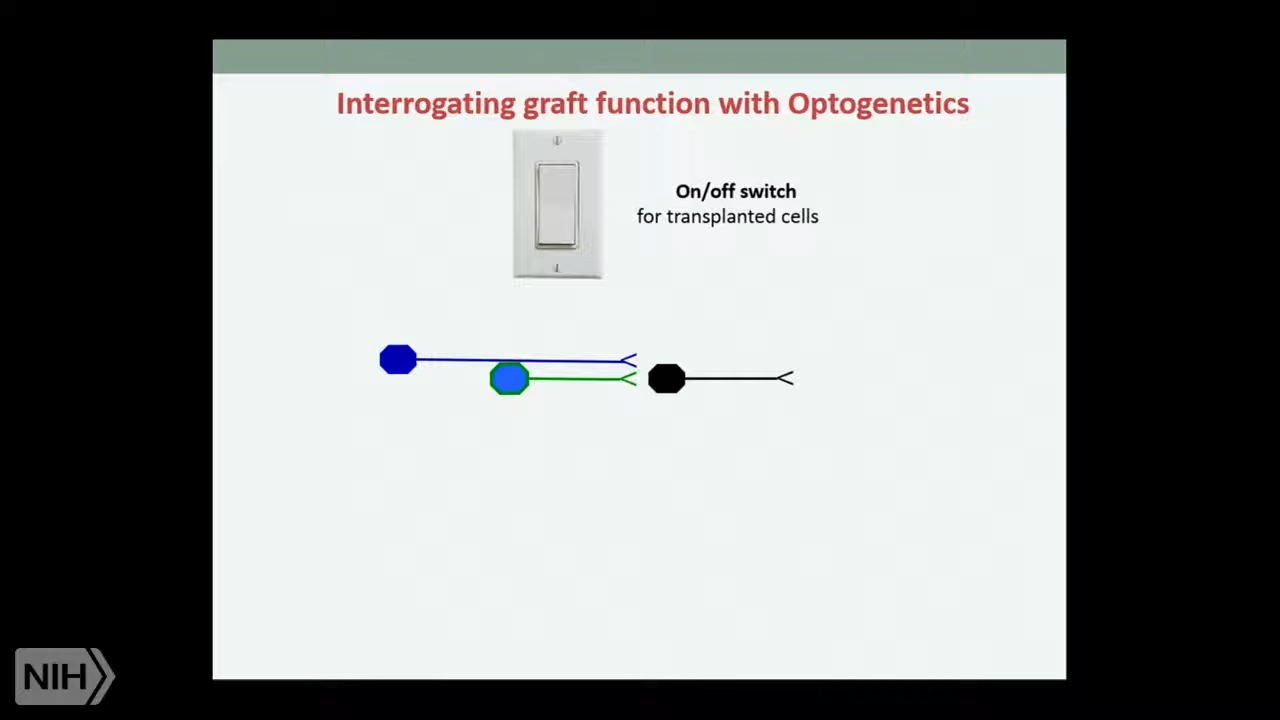 Interrogating graft function with Optogenetics
On/off switch
for transplanted cells
NIH